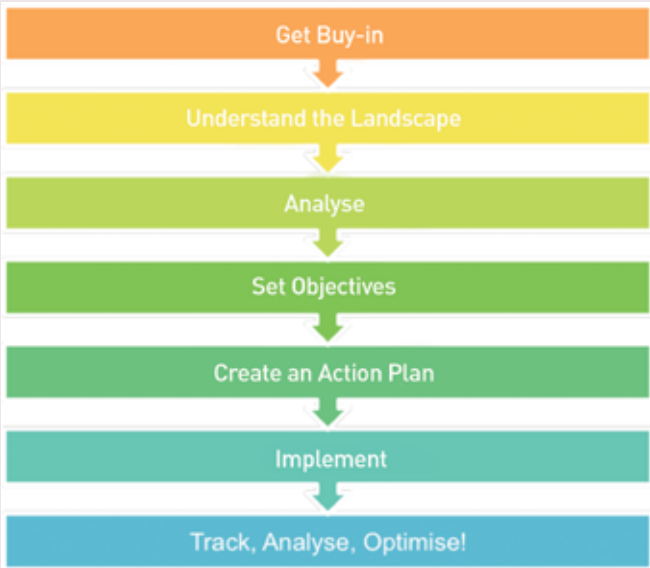 Get Buy-in
Understand the Landscape
Analyse
Set Objectives
Create an Action Plan
Implement
Track, Analyse, Optimise!